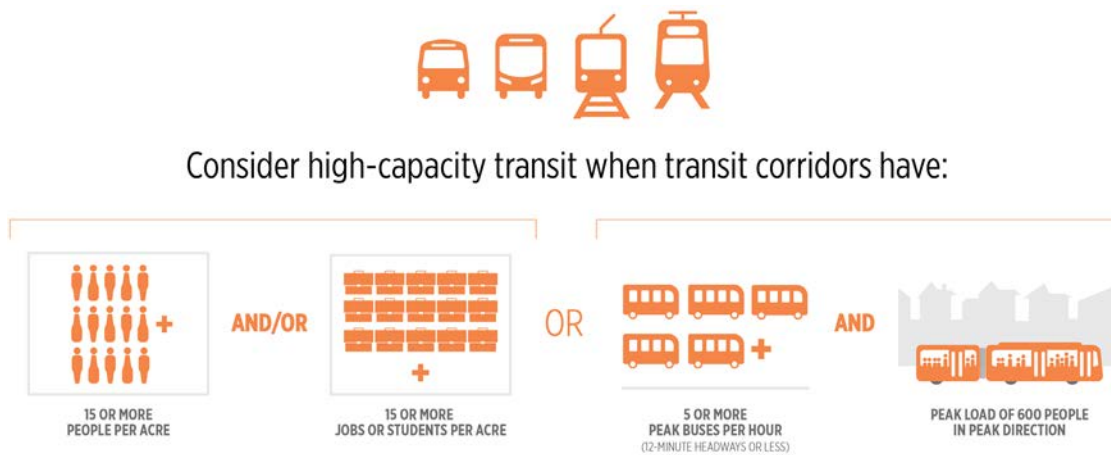 Consider high-capacity transit when transit corridors have:
AND/OR
OR
AND
15 OR MORE
PEOPLE PER ACRE
15 OR MORE
JOBS OR STUDENTS PER ACRE
5 OR MORE
PEAK BUSES PER HOUR
(12-MINUTE HEADWAYS OR LESS)
PEAK LOAD OF 600 PEOPLE
IN PEAK DIRECTION